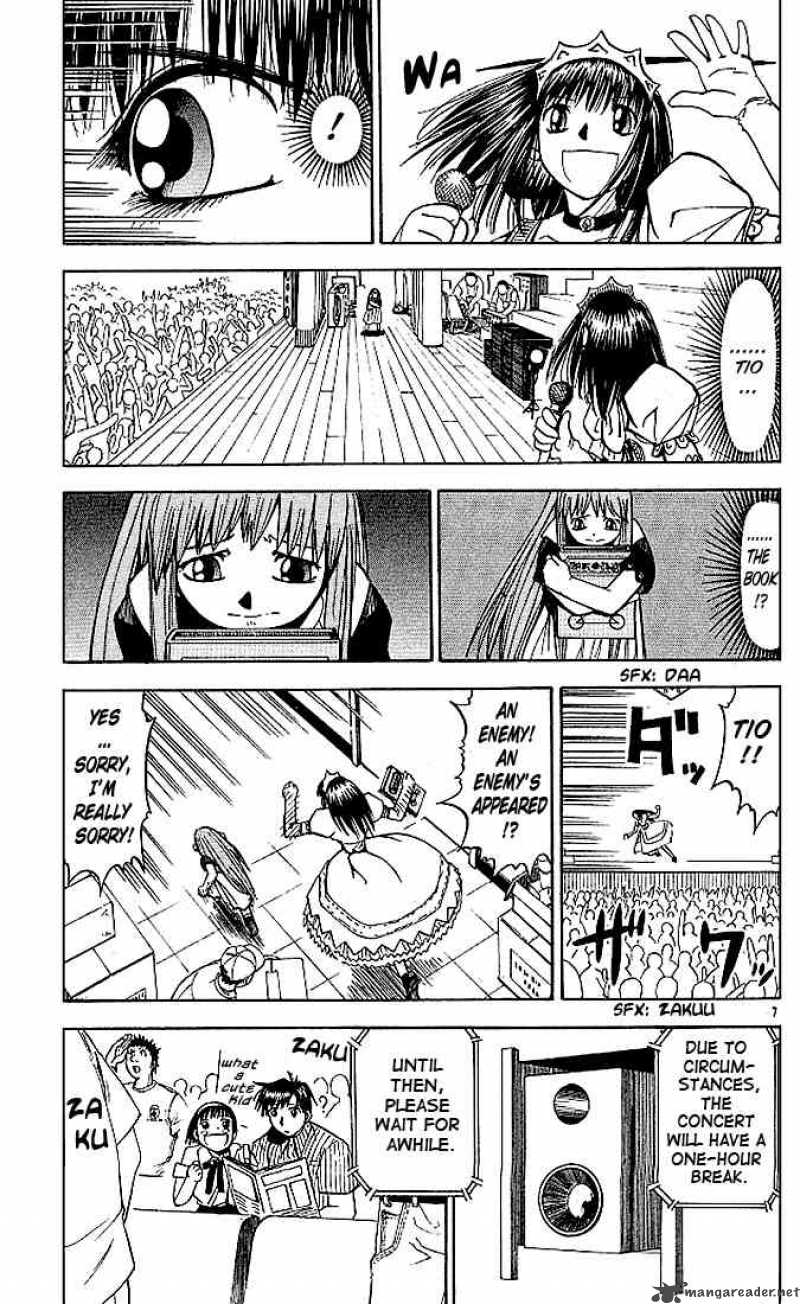 WA
!
......
TIO
...
......
THE
BOOK
!?
SFX: DAA
TIO
!!
ダッ
ザワッ
AN
ENEMY!
AN
ENEMY'S
APPEARED
!?
YES
...
SORRY,
I'M
REALLY
SORRY!
SFX: ZAKUU
7
DUE TO
CIRCUM-
STANCES,
THE
CONCERT
WILL HAVE A
ONE-HOUR
BREAK.
UNTIL
THEN,
PLEASE
WAIT FOR
AWHILE.
ZAKU
what
a
cute
kid
ZA
KU
mangareader.net